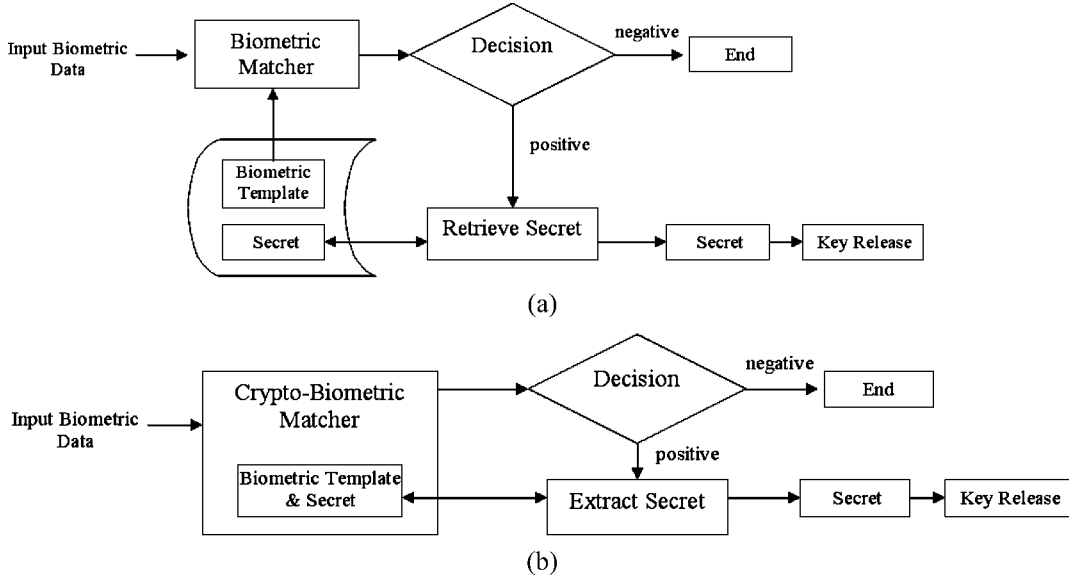 Input Biometric
Data
Biometric
Matcher
Decision
negative
End
positive
Biometric
Template
Secret
Retrieve Secret
Secret
Key Release
(a)
Input Biometric
Data
Crypto-Biometric
Matcher
Biometric Template
& Secret
Decision
negative
End
positive
Extract Secret
Secret
Key Release
(b)